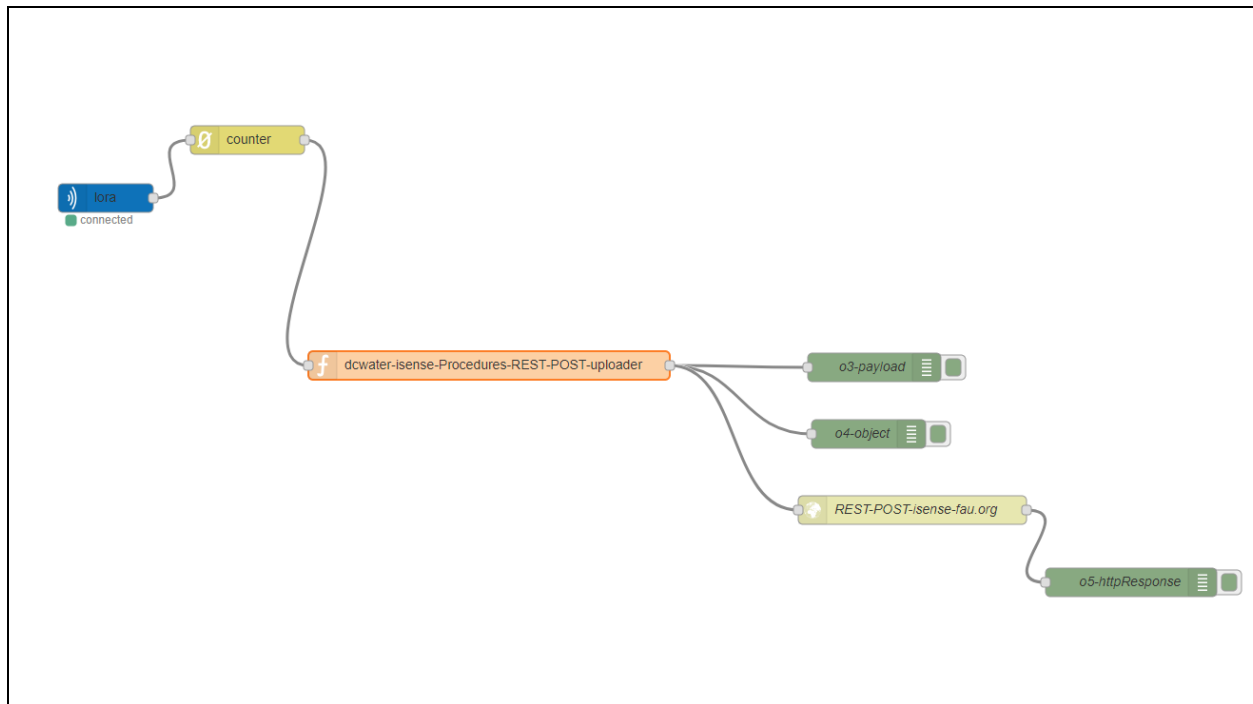 counter
lora
connected
dcwater-isense-Procedures-REST-POST-uploader
o3-payload
o4-object
REST-POST-isense-fau.org
o5-httpResponse